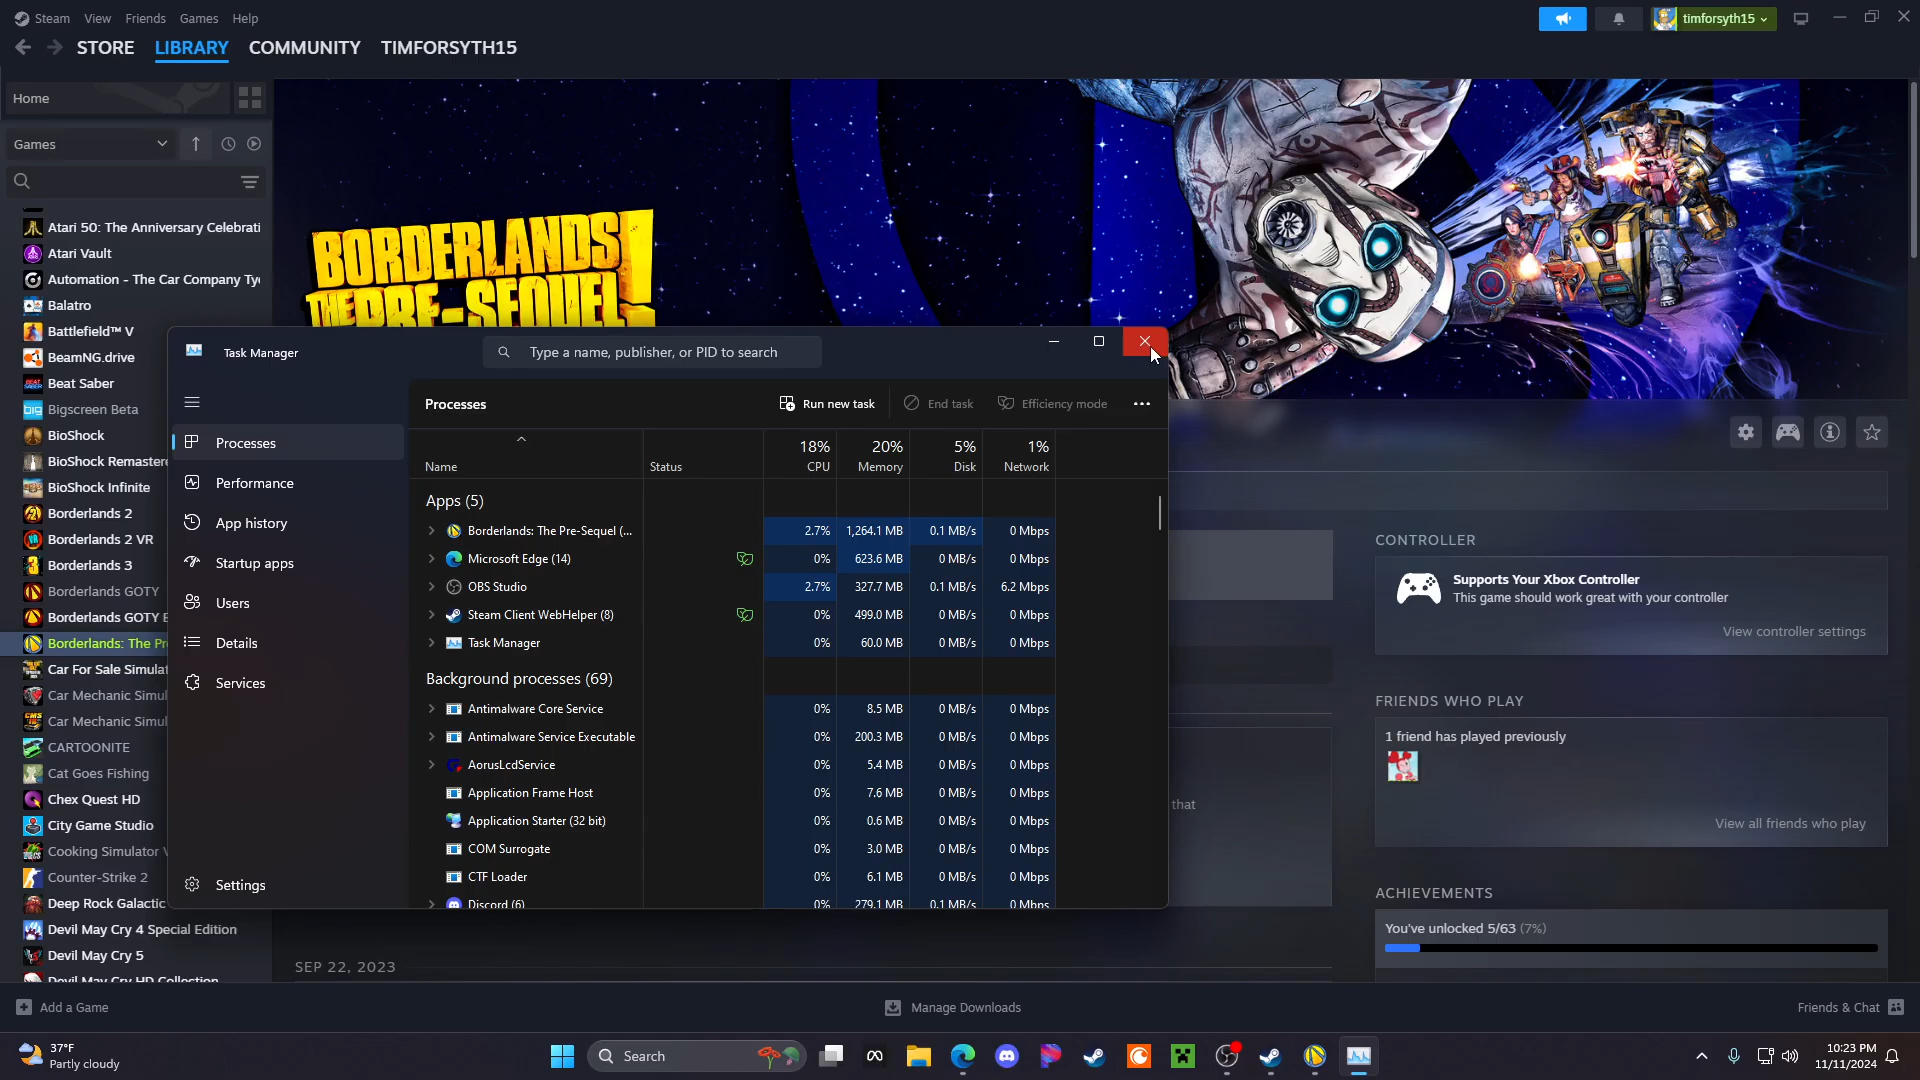 Steam View Friends Games Help
timforsyth15
STORE LIBRARY COMMUNITY TIMFORSYTH15
Home
Games
Atari 50: The Anniversary Celebrati
Atari Vault
Automation - The Car Company Ty
Balatro
Battlefield™ V
BeamNG.drive
Beat Saber
Bigscreen Beta
BioShock
BioShock Remastere
BioShock Infinite
Borderlands 2
Borderlands 2 VR
Borderlands 3
Borderlands GOTY
Borderlands GOTY E
Borderlands: The Pr
Car For Sale Simulat
Car Mechanic Simul
Car Mechanic Simul
CARTOONITE
Cat Goes Fishing
Chex Quest HD
City Game Studio
Cooking Simulator V
Counter-Strike 2
Deep Rock Galactic
Devil May Cry 4 Special Edition
Devil May Cry 5
Devil May Cry HD Collection
BORDERLANDS
THE PRE-SEQUEL!
Task Manager
Type a name, publisher, or PID to search
Processes
Performance
App history
Startup apps
Users
Details
Services
Settings
Processes Run new task End task Efficiency mode
18% 20% 5% 1%
Name Status CPU Memory Disk Network
Apps (5)
Borderlands: The Pre-Sequel (... 2.7% 1,264.1 MB 0.1 MB/s 0 Mbps
Microsoft Edge (14) 0% 623.6 MB 0 MB/s 0 Mbps
OBS Studio 2.7% 327.7 MB 0.1 MB/s 6.2 Mbps
Steam Client WebHelper (8) 0% 499.0 MB 0 MB/s 0 Mbps
Task Manager 0% 60.0 MB 0 MB/s 0 Mbps
Background processes (69)
Antimalware Core Service 0% 8.5 MB 0 MB/s 0 Mbps
Antimalware Service Executable 0% 200.3 MB 0 MB/s 0 Mbps
AorusLcdService 0% 5.4 MB 0 MB/s 0 Mbps
Application Frame Host 0% 7.6 MB 0 MB/s 0 Mbps
Application Starter (32 bit) 0% 0.6 MB 0 MB/s 0 Mbps
COM Surrogate 0% 3.0 MB 0 MB/s 0 Mbps
CTF Loader 0% 6.1 MB 0 MB/s 0 Mbps
Discord (6) 0% 279.1 MB 0.1 MB/s 0 Mbps
that
CONTROLLER
Supports Your Xbox Controller
This game should work great with your controller
View controller settings
FRIENDS WHO PLAY
1 friend has played previously
View all friends who play
ACHIEVEMENTS
You've unlocked 5/63 (7%)
SEP 22, 2023
Add a Game Manage Downloads Friends & Chat
37°F
Partly cloudy
Search
10:23 PM
11/11/2024